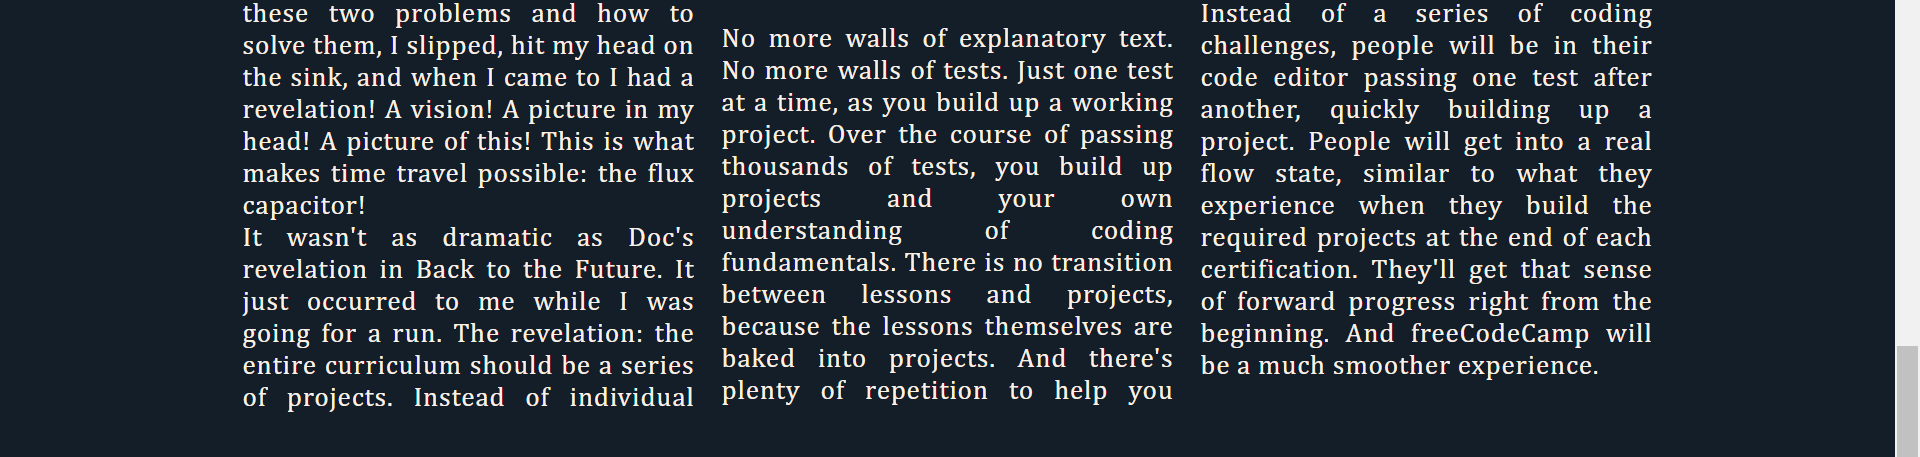 these two problems and how to
solve them, I slipped, hit my head on
the sink, and when I came to I had a
revelation! A vision! A picture in my
head! A picture of this! This is what
makes time travel possible: the flux
capacitor!
It wasn't as dramatic as Doc's
revelation in Back to the Future. It
just occurred to me while I was
going for a run. The revelation: the
entire curriculum should be a series
of projects. Instead of individual
No more walls of explanatory text.
No more walls of tests. Just one test
at a time, as you build up a working
project. Over the course of passing
thousands of tests, you build up
projects and your own
understanding of coding
fundamentals. There is no transition
between lessons and projects,
because the lessons themselves are
baked into projects. And there's
plenty of repetition to help you
Instead of a series of coding
challenges, people will be in their
code editor passing one test after
another, quickly building up a
project. People will get into a real
flow state, similar to what they
experience when they build the
required projects at the end of each
certification. They'll get that sense
of forward progress right from the
beginning. And freeCodeCamp will
be a much smoother experience.